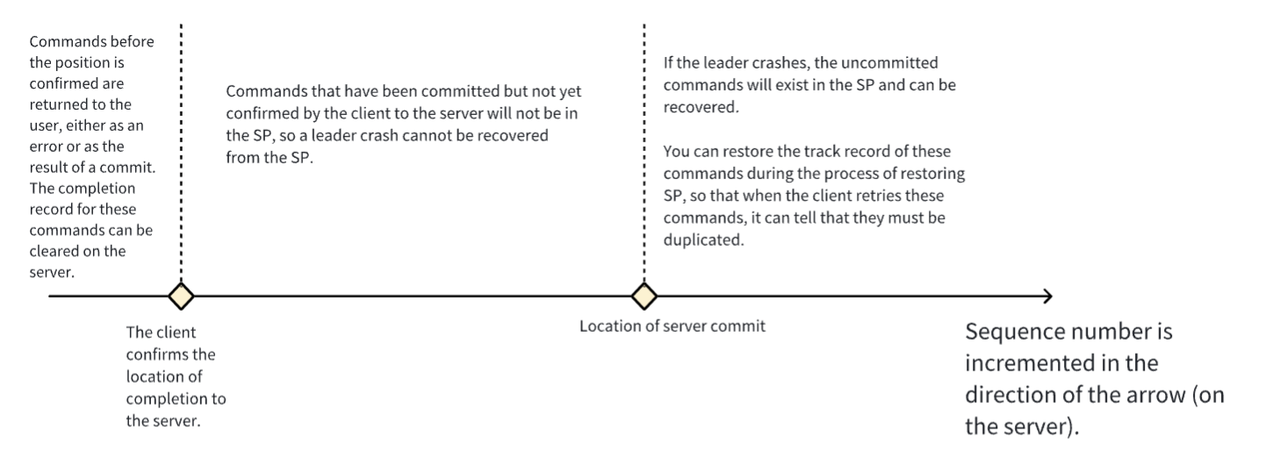 Commands before
the position is
confirmed are
returned to the
user, either as an
error or as the
result of a commit.
The completion
record for these
commands can be
cleared on the
server.
Commands that have been committed but not yet
confirmed by the client to the server will not be in
the SP, so a leader crash cannot be recovered
from the SP.
If the leader crashes, the uncommitted
commands will exist in the SP and can be
recovered.
You can restore the track record of these
commands during the process of restoring
SP, so that when the client retries these
commands, it can tell that they must be
duplicated.
The client
confirms the
location of
completion to
the server.
Location of server commit
Sequence number is
incremented in the
direction of the arrow (on
the server).